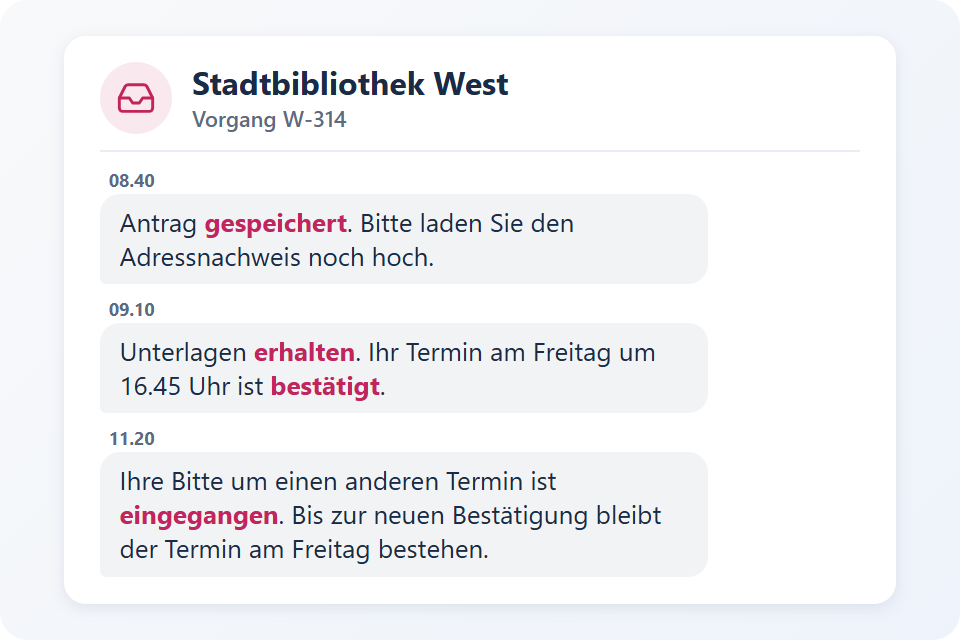 Stadtbibliothek West
Vorgang W-314
08.40
Antrag gespeichert. Bitte laden Sie den
Adressnachweis noch hoch.
09.10
Unterlagen erhalten. Ihr Termin am Freitag um
16.45 Uhr ist bestätigt.
11.20
Ihre Bitte um einen anderen Termin ist
eingegangen. Bis zur neuen Bestätigung bleibt
der Termin am Freitag bestehen.